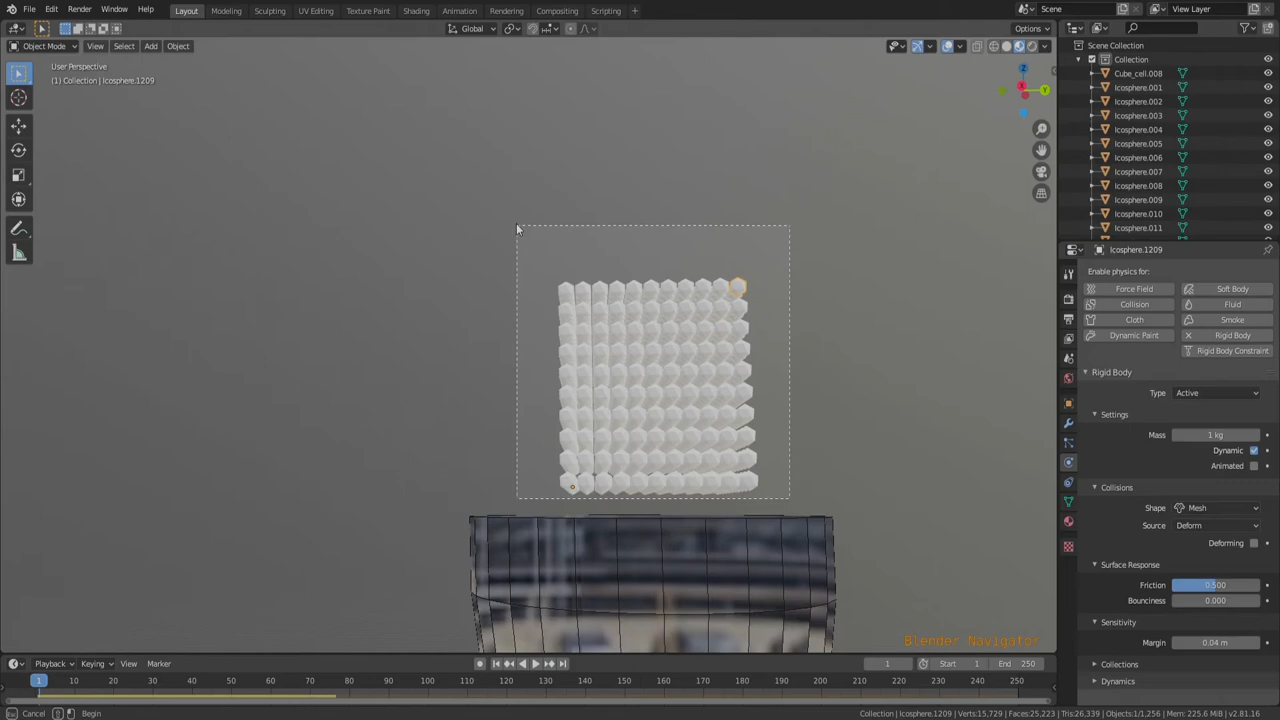 File Edit Render Window Help Layout Modeling Sculpting UV Editing Texture Paint Shading Animation Rendering Compositing Scripting + Scene View Layer
Global Options
Object Mode View Select Add Object
User Perspective
(1) Collection | Icosphere.1209
Z
X
Y
Scene Collection
Collection
Cube_cell.008
Icosphere.001
Icosphere.002
Icosphere.003
Icosphere.004
Icosphere.005
Icosphere.006
Icosphere.007
Icosphere.008
Icosphere.009
Icosphere.010
Icosphere.011
Icosphere.1209
Enable physics for:
Force Field Soft Body
Collision Fluid
Cloth Smoke
Dynamic Paint Rigid Body
Rigid Body Constraint
Rigid Body
Type Active
Settings
Mass 1 kg
Dynamic
Animated
Collisions
Shape Mesh
Source Deform
Deforming
Surface Response
Friction 0.500
Bounciness 0.000
Sensitivity
Margin 0.04 m
Collections
Dynamics
Blender Navigator
Playback Keying View Marker 1 Start 1 End 250
1 10 20 30 40 50 60 70 80 90 100 110 120 130 140 150 160 170 180 190 200 210 220 230 240 250
Cancel Begin Collection | Icosphere.1209 | Verts:15,729 | Faces:25,223 | Tris:26,339 | Objects:1/1,256 | Mem: 225.6 MiB | v2.81.16